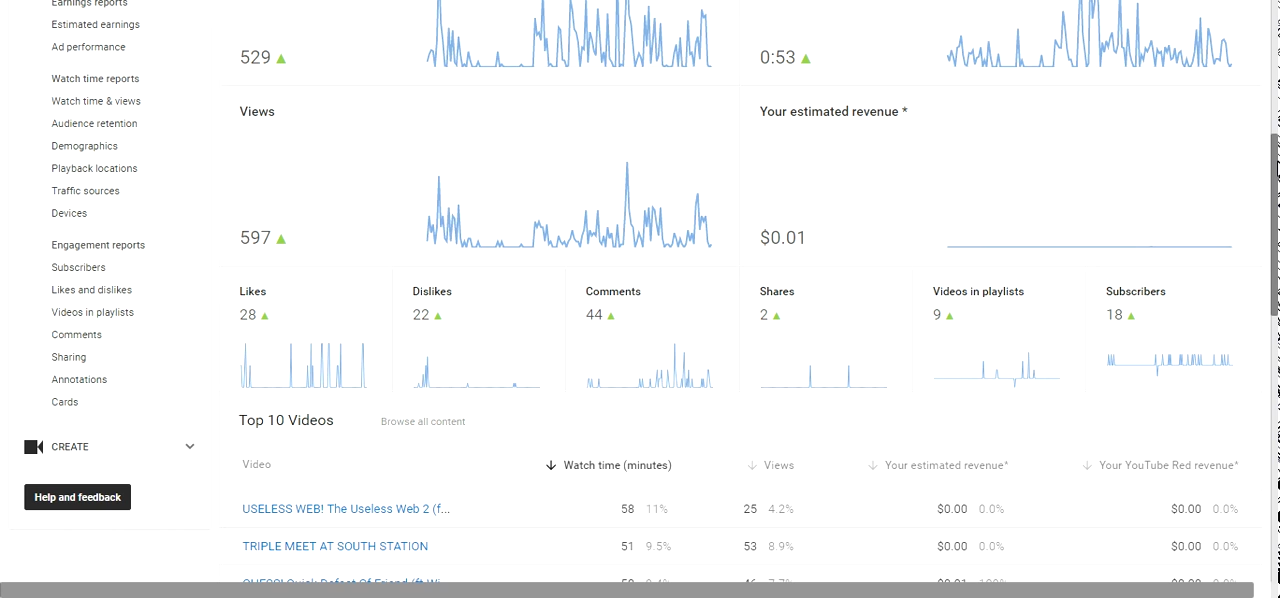 Earnings reports
Estimated earnings
Ad performance
Watch time reports
Watch time & views
Audience retention
Demographics
Playback locations
Traffic sources
Devices
Engagement reports
Subscribers
Likes and dislikes
Videos in playlists
Comments
Sharing
Annotations
Cards
CREATE
Help and feedback
529
0:53
Views
Your estimated revenue *
597
$0.01
Likes Dislikes Comments Shares Videos in playlists Subscribers
28 22 44 2 9 18
Top 10 Videos Browse all content
Video Watch time (minutes) Views Your estimated revenue* Your YouTube Red revenue*
USELESS WEB! The Useless Web 2 (f... 58 11% 25 4.2% $0.00 0.0% $0.00 0.0%
TRIPLE MEET AT SOUTH STATION 51 9.5% 53 8.9% $0.00 0.0% $0.00 0.0%